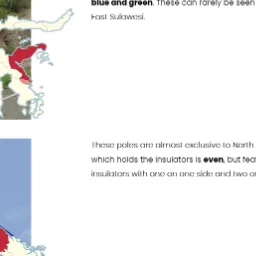 blue and green. These can rarely be seen
East Sulawesi.
These poles are almost exclusive to North
which holds the insulators is even, but fea
insulators with one on one side and two o